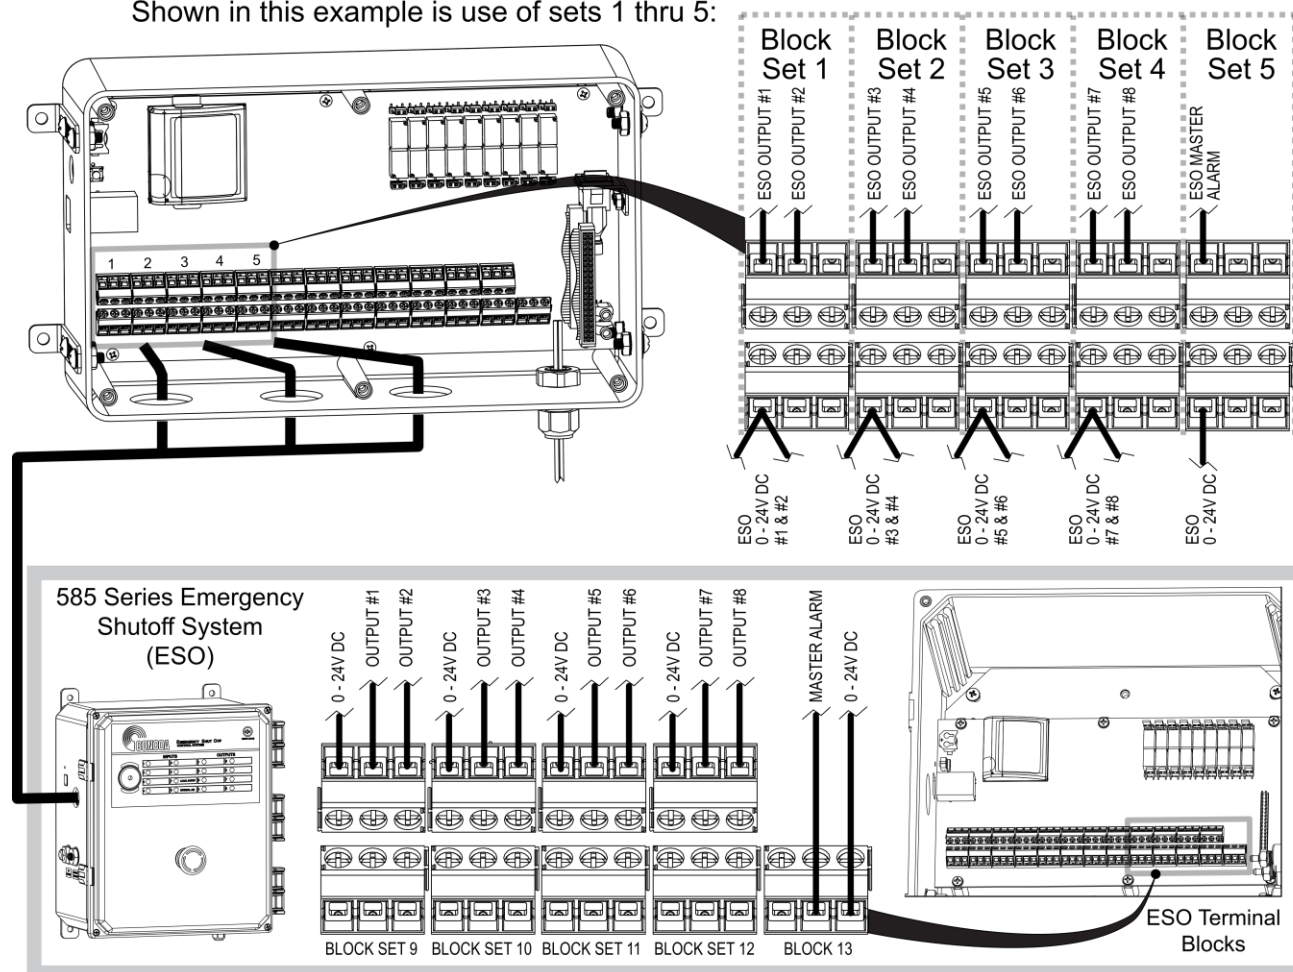 Shown in this example is use of sets 1 thru 5:
Block
Set 1
Block
Set 2
Block
Set 3
Block
Set 4
Block
Set 5
ESO OUTPUT #1
ESO OUTPUT #2
ESO OUTPUT #3
ESO OUTPUT #4
ESO OUTPUT #5
ESO OUTPUT #6
ESO OUTPUT #7
ESO OUTPUT #8
ESO MASTER
ALARM
1 2 3 4 5
ESO
0 - 24V DC
#1 & #2
ESO
0 - 24V DC
#3 & #4
ESO
0 - 24V DC
#5 & #6
ESO
0 - 24V DC
#7 & #8
ESO
0 - 24V DC
585 Series Emergency
Shutoff System
(ESO)
0 - 24V DC
OUTPUT #1
OUTPUT #2
0 - 24V DC
OUTPUT #3
OUTPUT #4
0 - 24V DC
OUTPUT #5
OUTPUT #6
0 - 24V DC
OUTPUT #7
OUTPUT #8
MASTER ALARM
0 - 24V DC
CONCOA
EMERGENCY SHUT OFF
INPUTS
OUTPUTS
BLOCK SET 9
BLOCK SET 10
BLOCK SET 11
BLOCK SET 12
BLOCK 13
ESO Terminal
Blocks